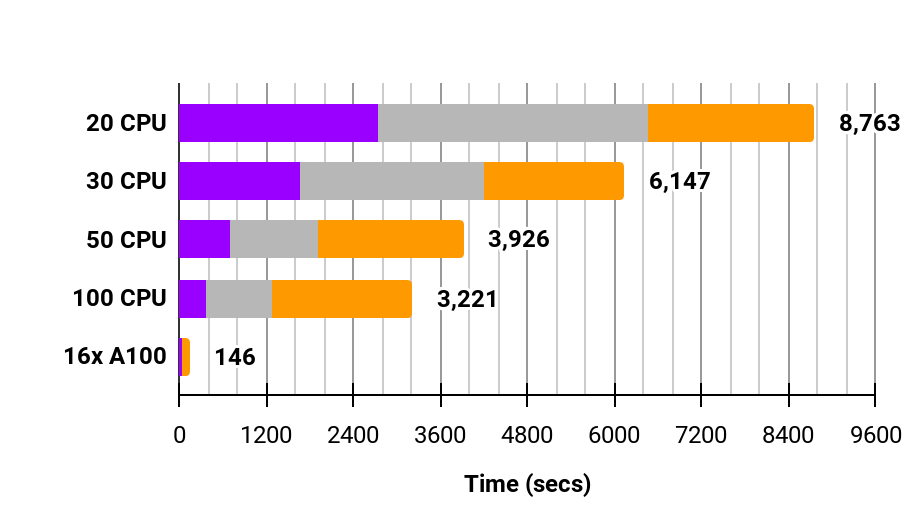 20 CPU 8,763
30 CPU 6,147
50 CPU 3,926
100 CPU 3,221
16x A100 146
0 1200 2400 3600 4800 6000 7200 8400 9600
Time (secs)